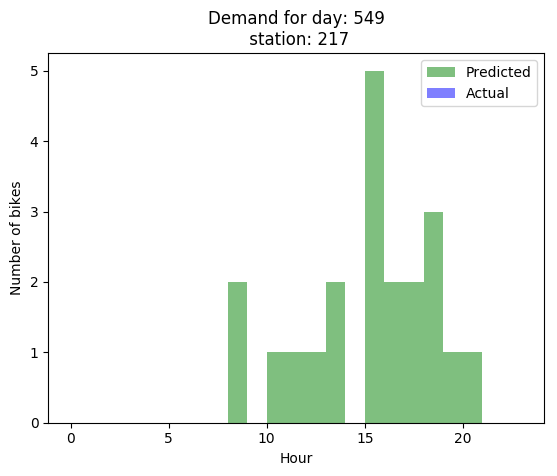 Demand for day: 549
station: 217
Predicted
Actual
Number of bikes
5
4
3
2
1
0
0
5
10
15
20
Hour